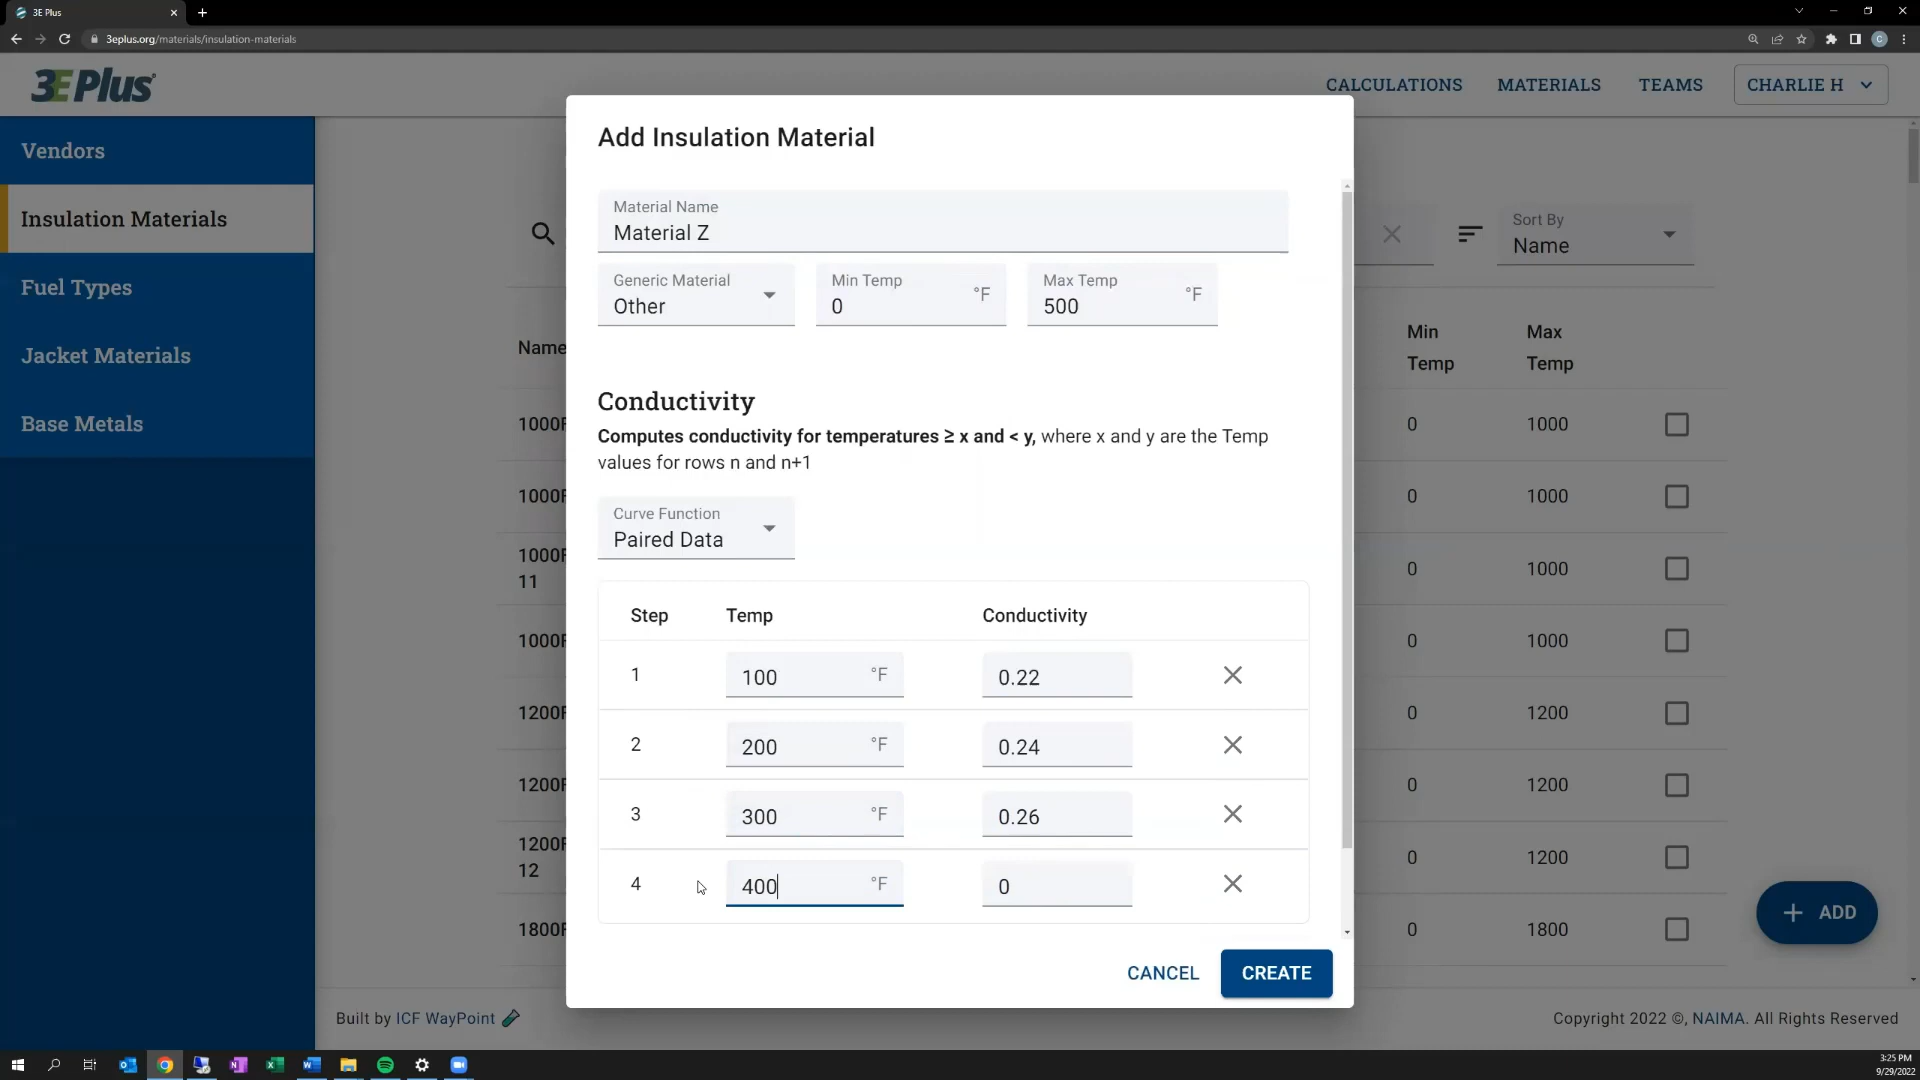 3E Plus
3eplus.org/materials/insulation-materials
3E Plus
CALCULATIONS
MATERIALS
TEAMS
CHARLIE H
Vendors
Insulation Materials
Fuel Types
Jacket Materials
Base Metals
Sort By
Name
Name
Min
Temp
Max
Temp
1000F
0
1000
1000F
0
1000
1000F
11
0
1000
1000F
0
1000
1200F
0
1200
1200F
0
1200
1200F
12
0
1200
1800F
0
1800
+ ADD
Add Insulation Material
Material Name
Material Z
Generic Material
Other
Min Temp
0
°F
Max Temp
500
°F
Conductivity
Computes conductivity for temperatures ≥ x and < y, where x and y are the Temp
values for rows n and n+1
Curve Function
Paired Data
Step Temp Conductivity
1 100 °F 0.22
2 200 °F 0.24
3 300 °F 0.26
4 400 °F 0
CANCEL
CREATE
Built by ICF WayPoint
Copyright 2022 ©, NAIMA. All Rights Reserved
3:25 PM
9/29/2022